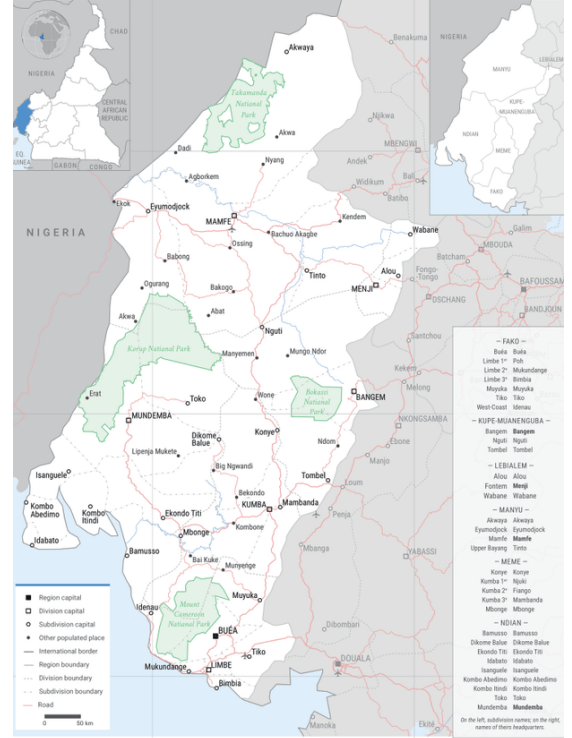 CHAD
NIGERIA
CENTRAL
AFRICAN
REPUBLIC
EQ.
GABON
CONGO
NIGERIA
MANYU
LEBIALEM
KUPE-
MUANENGUBA
NDIAN
MEME
FAKO
Akwaya
Benakuma
Takamanda
National
Park
Njikwa
Akwa
MBENGWI
Dadi
Nyang
Andek
Agborkem
Widikum
Bali
Batibo
Ekok
Eyumodjock
MAMFE
Kendem
Wabane
Galim
NIGERIA
Bachuo Akagbe
Ossing
MBOUDA
Babong
Batcham
Tinto
Alou
Fongo-
Tongo
BAFOUSSAM
Ogurang
Bakogo
MENJI
DSCHANG
Akwa
Abat
BANDJOUN
Nguti
Santchou
Korup National Park
Manyemen
Mungo Ndor
Kekem
Bakossi
National
Park
Melong
Erat
Toko
Wone
BANGEM
MUNDEMBA
NKONGSAMBA
Dikome
Balue
Konye
Ndom
Ebone
Lipenja Mukete
Manjo
Isanguele
Big Ngwandi
Tombel
Loum
Kombo
Abedimo
Kombo
Itindi
Bekondo
KUMBA
Mambanda
Ekondo Titi
Penja
Idabato
Mbonge
Kombone
Bamusso
Mbanga
YABASSI
Bai Kuke
Munyenge
Idenau
Mount
Cameroon
National Park
Muyuka
BUÉA
Dibombari
Tiko
DOUALA
Mukundange
LIMBE
Bimbia
Manoka
Ekité
Region capital
Division capital
Subdivision capital
Other populated place
International border
Region boundary
Division boundary
Subdivision boundary
Road
0 50 km
— FAKO —
Buéa Buéa
Limbe 1er Poh
Limbe 2e Mukundange
Limbe 3e Bimbia
Muyuka Muyuka
Tiko Tiko
West-Coast Idenau
— KUPE-MUANENGUBA —
Bangem Bangem
Nguti Nguti
Tombel Tombel
— LEBIALEM —
Alou Alou
Fontem Menji
Wabane Wabane
— MANYU —
Akwaya Akwaya
Eyumodjock Eyumodjock
Mamfe Mamfe
Upper Bayang Tinto
— MEME —
Konye Konye
Kumba 1er Njuki
Kumba 2e Fiango
Kumba 3e Mambanda
Mbonge Mbonge
— NDIAN —
Bamusso Bamusso
Dikome Balue Dikome Balue
Ekondo Titi Ekondo Titi
Idabato Idabato
Isanguele Isanguele
Kombo Abedimo Kombo Abedimo
Kombo Itindi Kombo Itindi
Toko Toko
Mundemba Mundemba
On the left, subdivision names; on the right,
names of theirs headquarters.